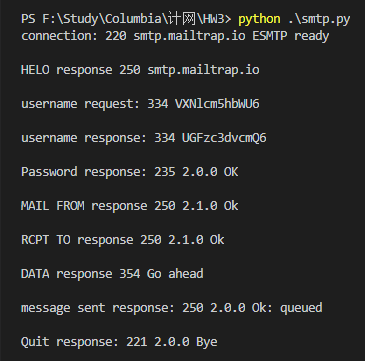 PS F:\Study\Columbia\计网\HW3> python .\smtp.py
connection: 220 smtp.mailtrap.io ESMTP ready
HELO response 250 smtp.mailtrap.io
username request: 334 VXNlcm5hbWU6
username response: 334 UGFzc3dvcmQ6
Password response: 235 2.0.0 OK
MAIL FROM response 250 2.1.0 Ok
RCPT TO response 250 2.1.0 Ok
DATA response 354 Go ahead
message sent response: 250 2.0.0 Ok: queued
Quit response: 221 2.0.0 Bye